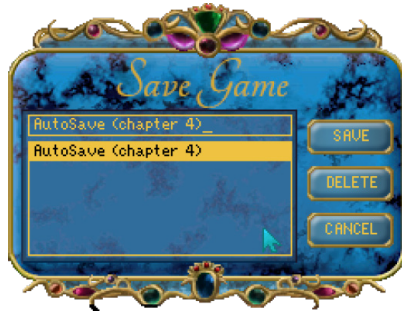 Save Game
AutoSave (chapter 4)_
AutoSave (chapter 4)
SAVE
DELETE
CANCEL